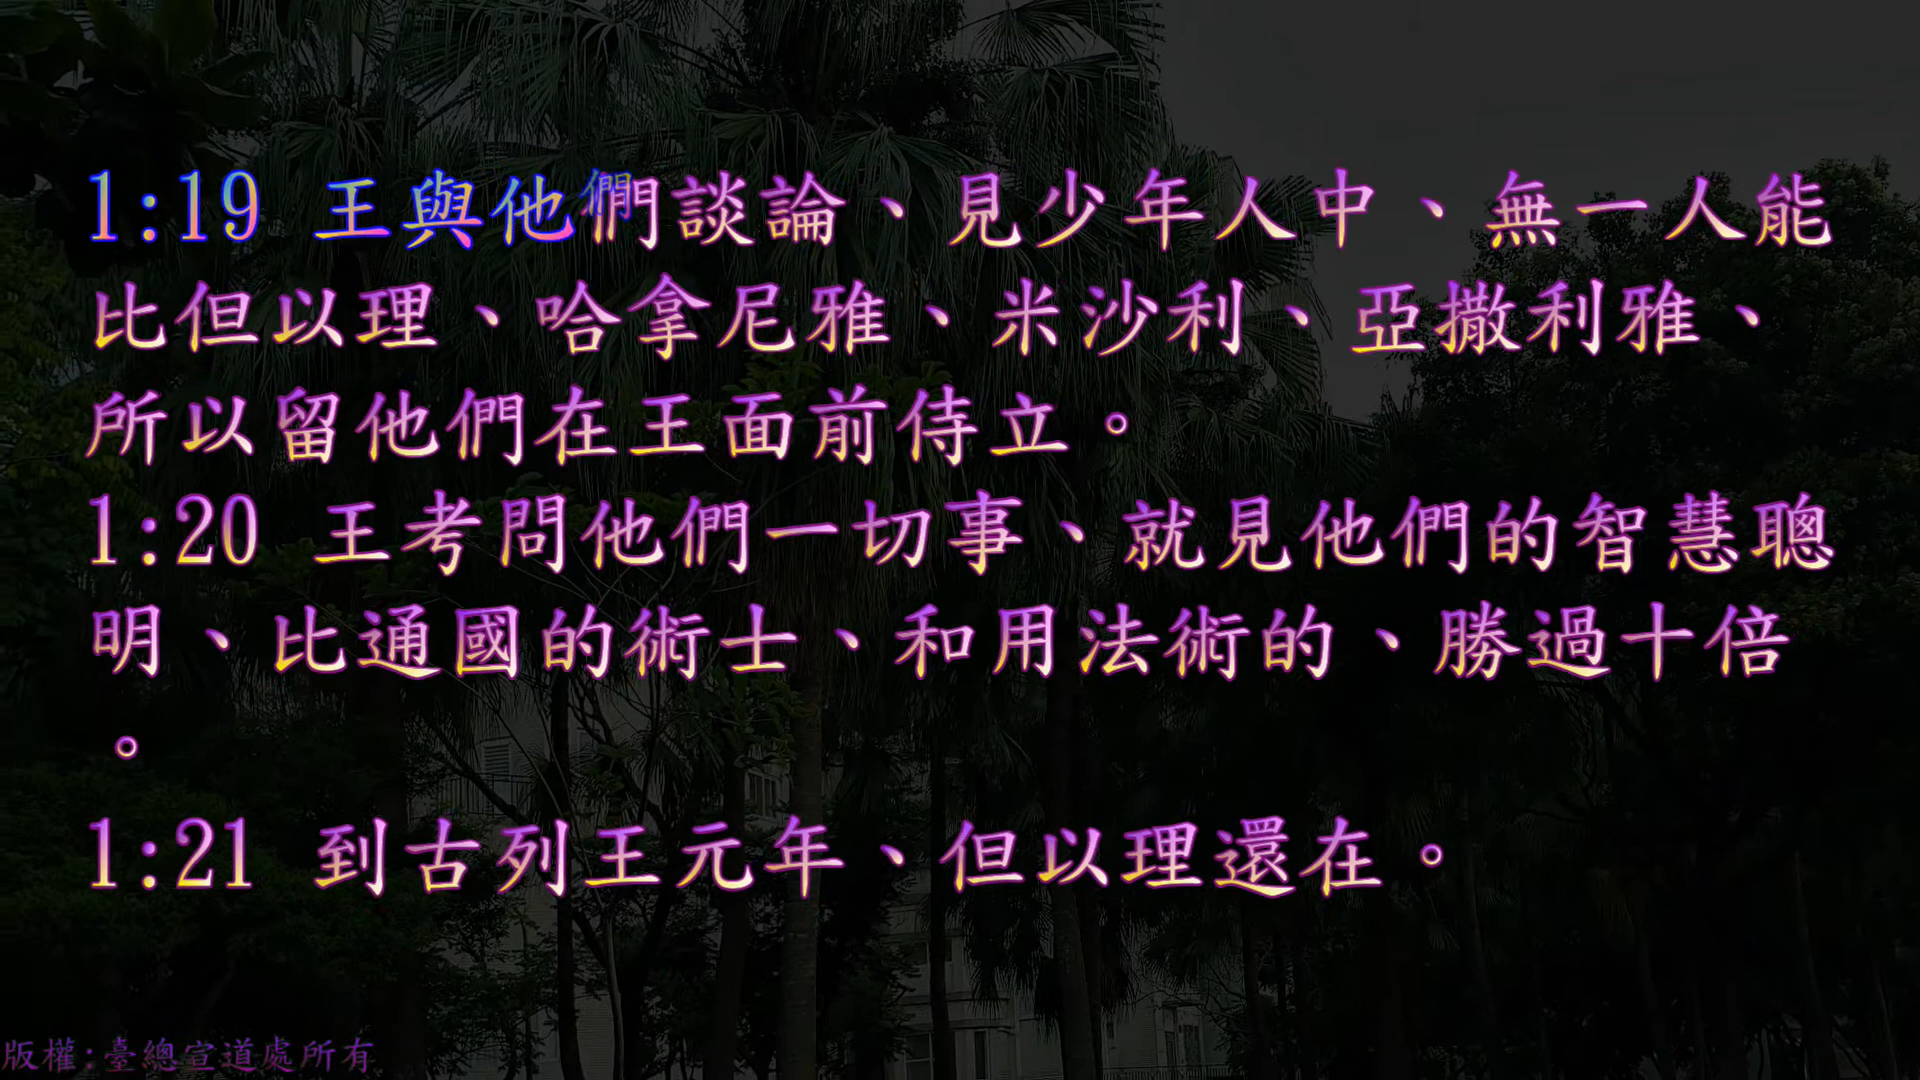 1:19 王與他們談論、見少年人中、無一人能
比但以理、哈拿尼雅、米沙利、亞撒利雅、
所以留他們在王面前侍立。
1:20 王考問他們一切事、就見他們的智慧聰
明、比通國的術士、和用法術的、勝過十倍
。
1:21 到古列王元年、但以理還在。
版權:臺總宣道處所有